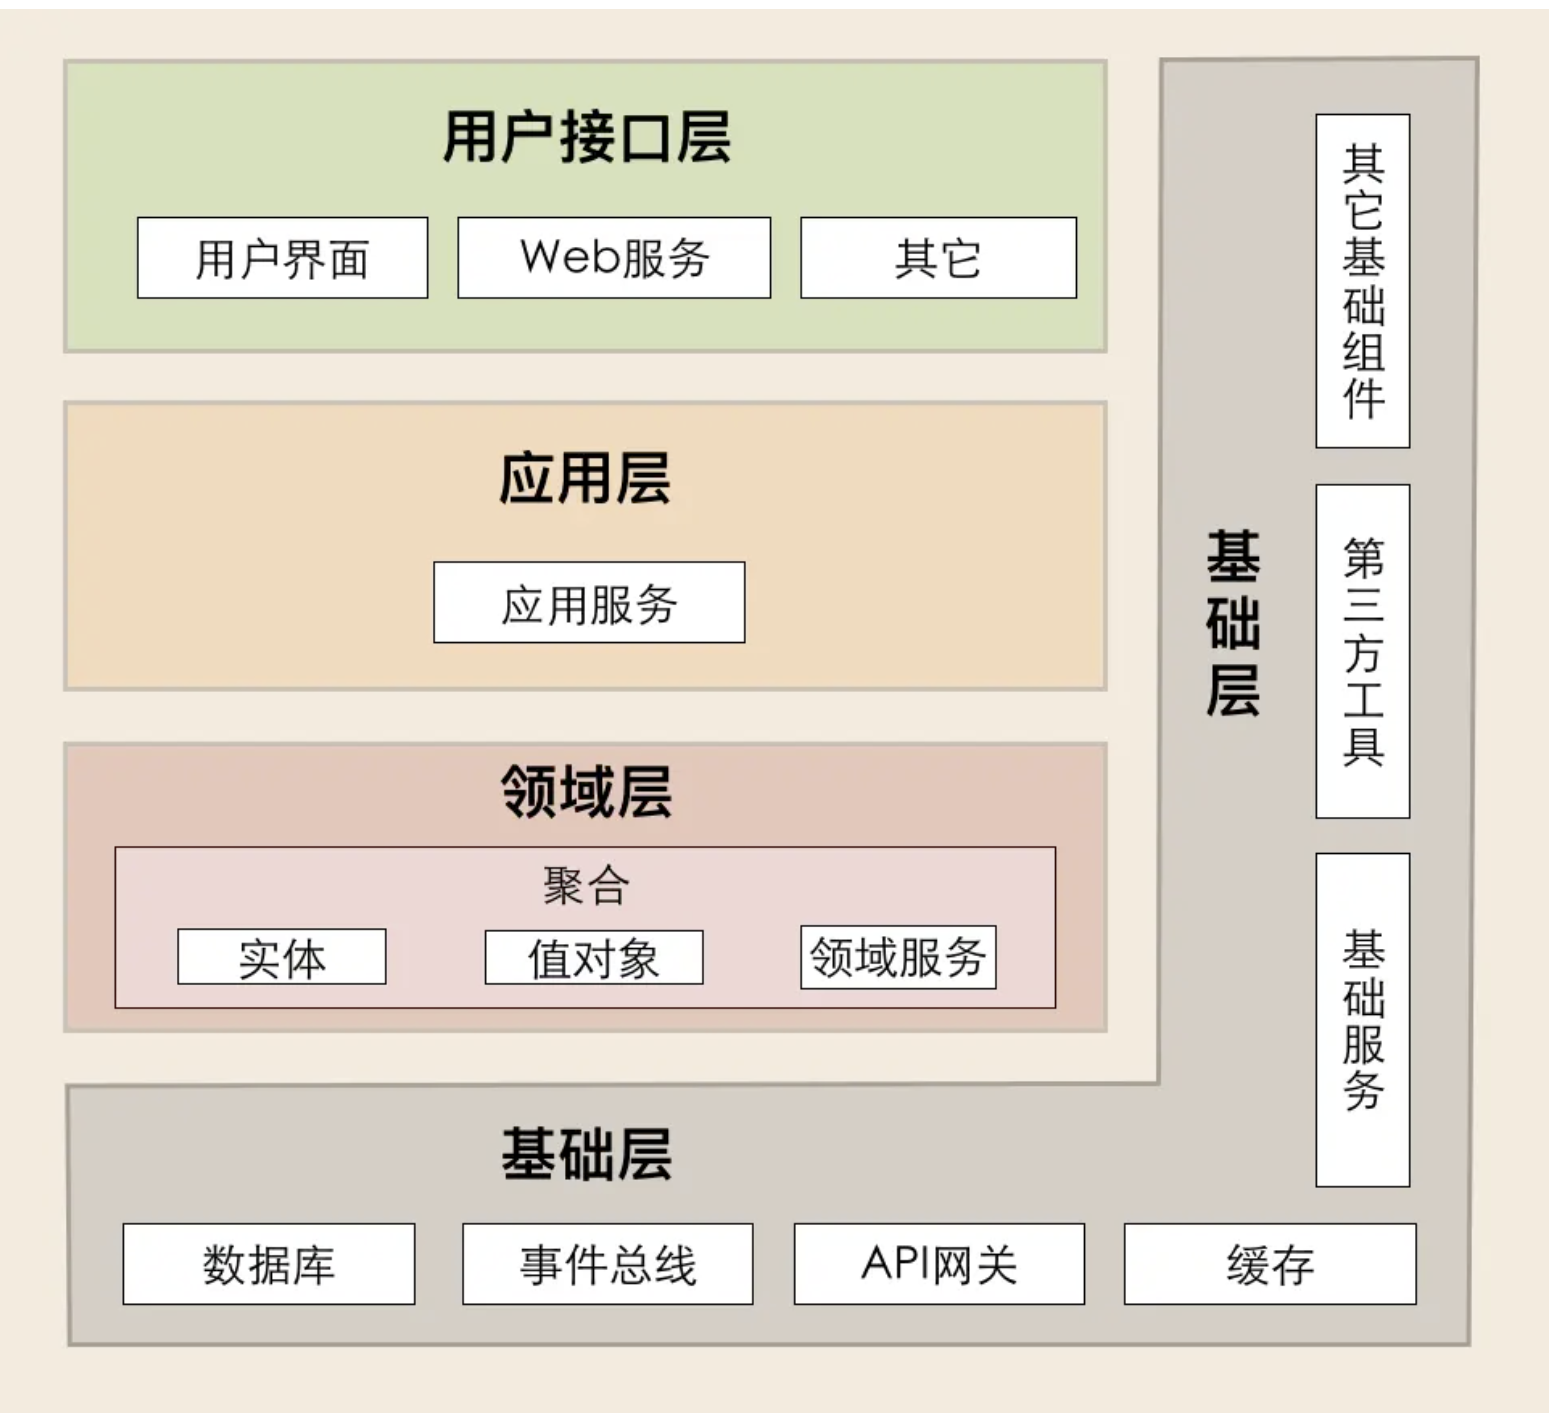 用户接口层
用户界面
Web服务
其它
应用层
应用服务
领域层
聚合
实体
值对象
领域服务
基础层
数据库
事件总线
API网关
缓存
基础层
其它基础组件
第三方工具
基础服务